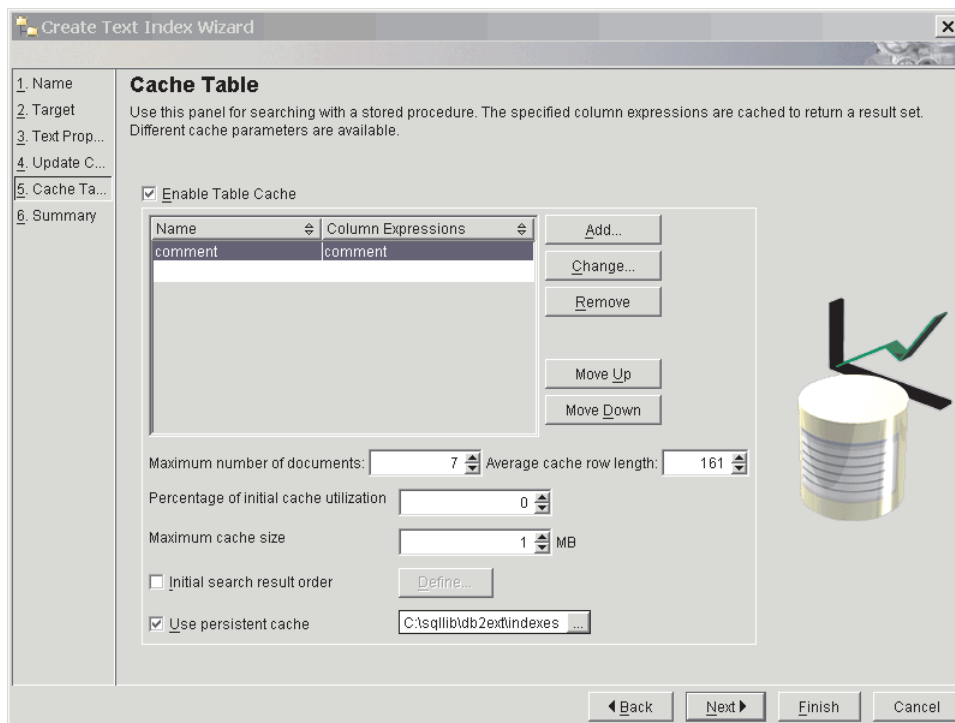 Create Text Index Wizard
1. Name
2. Target
3. Text Prop...
4. Update C...
5. Cache Ta...
6. Summary
Cache Table
Use this panel for searching with a stored procedure. The specified column expressions are cached to return a result set.
Different cache parameters are available.
Enable Table Cache
Name Column Expressions
comment comment
Add...
Change...
Remove
Move Up
Move Down
Maximum number of documents: 7 Average cache row length: 161
Percentage of initial cache utilization 0
Maximum cache size 1 MB
Initial search result order Define...
Use persistent cache C:\sqllib\db2ext\indexes ...
Back Next Finish Cancel